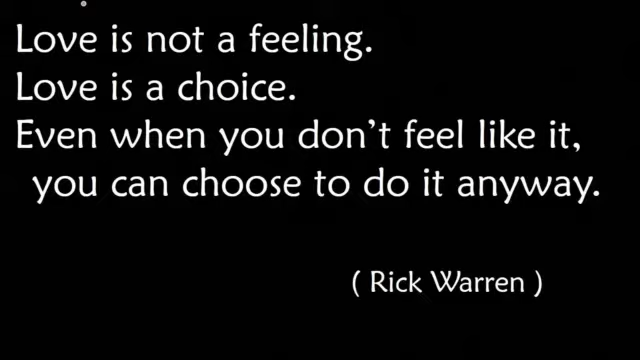 Love is not a feeling.
Love is a choice.
Even when you don't feel like it,
you can choose to do it anyway.
( Rick Warren )